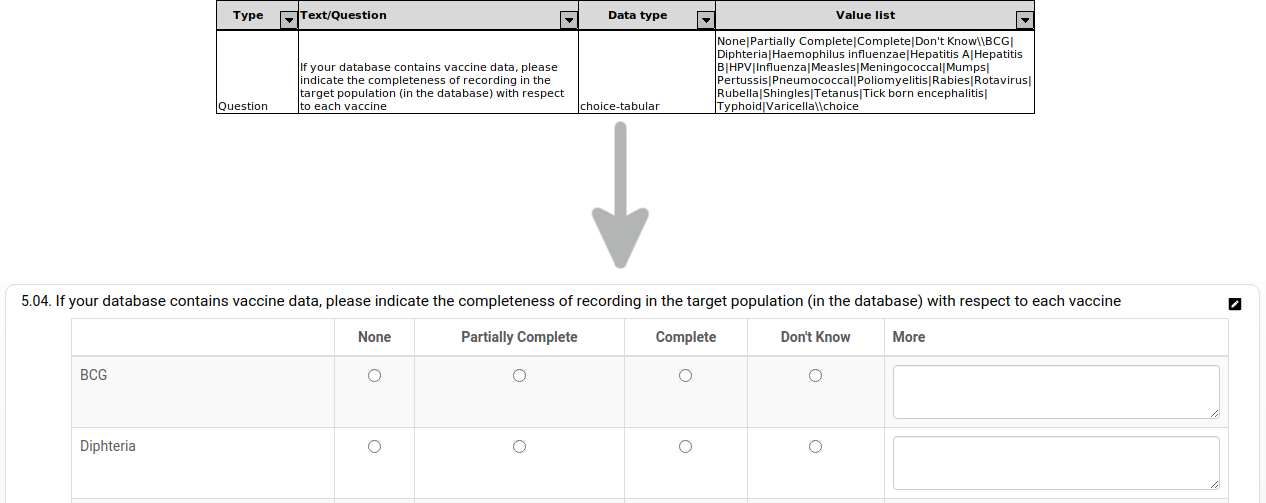 Type Text/Question Data type Value list
None|Partially Complete|Complete|Don't Know\\BCG|
Diphteria|Haemophilus influenzae|Hepatitis A|Hepatitis
B|HPV|Influenza|Measles|Meningococcal|Mumps|
Pertussis|Pneumococcal|Poliomyelitis|Rabies|Rotavirus|
Rubella|Shingles|Tetanus|Tick born encephalitis|
Typhoid|Varicella\\choice
If your database contains vaccine data, please
indicate the completeness of recording in the
target population (in the database) with respect
to each vaccine
Question
choice-tabular
5.04. If your database contains vaccine data, please indicate the completeness of recording in the target population (in the database) with respect to each vaccine
None Partially Complete Complete Don't Know More
BCG
Diphteria